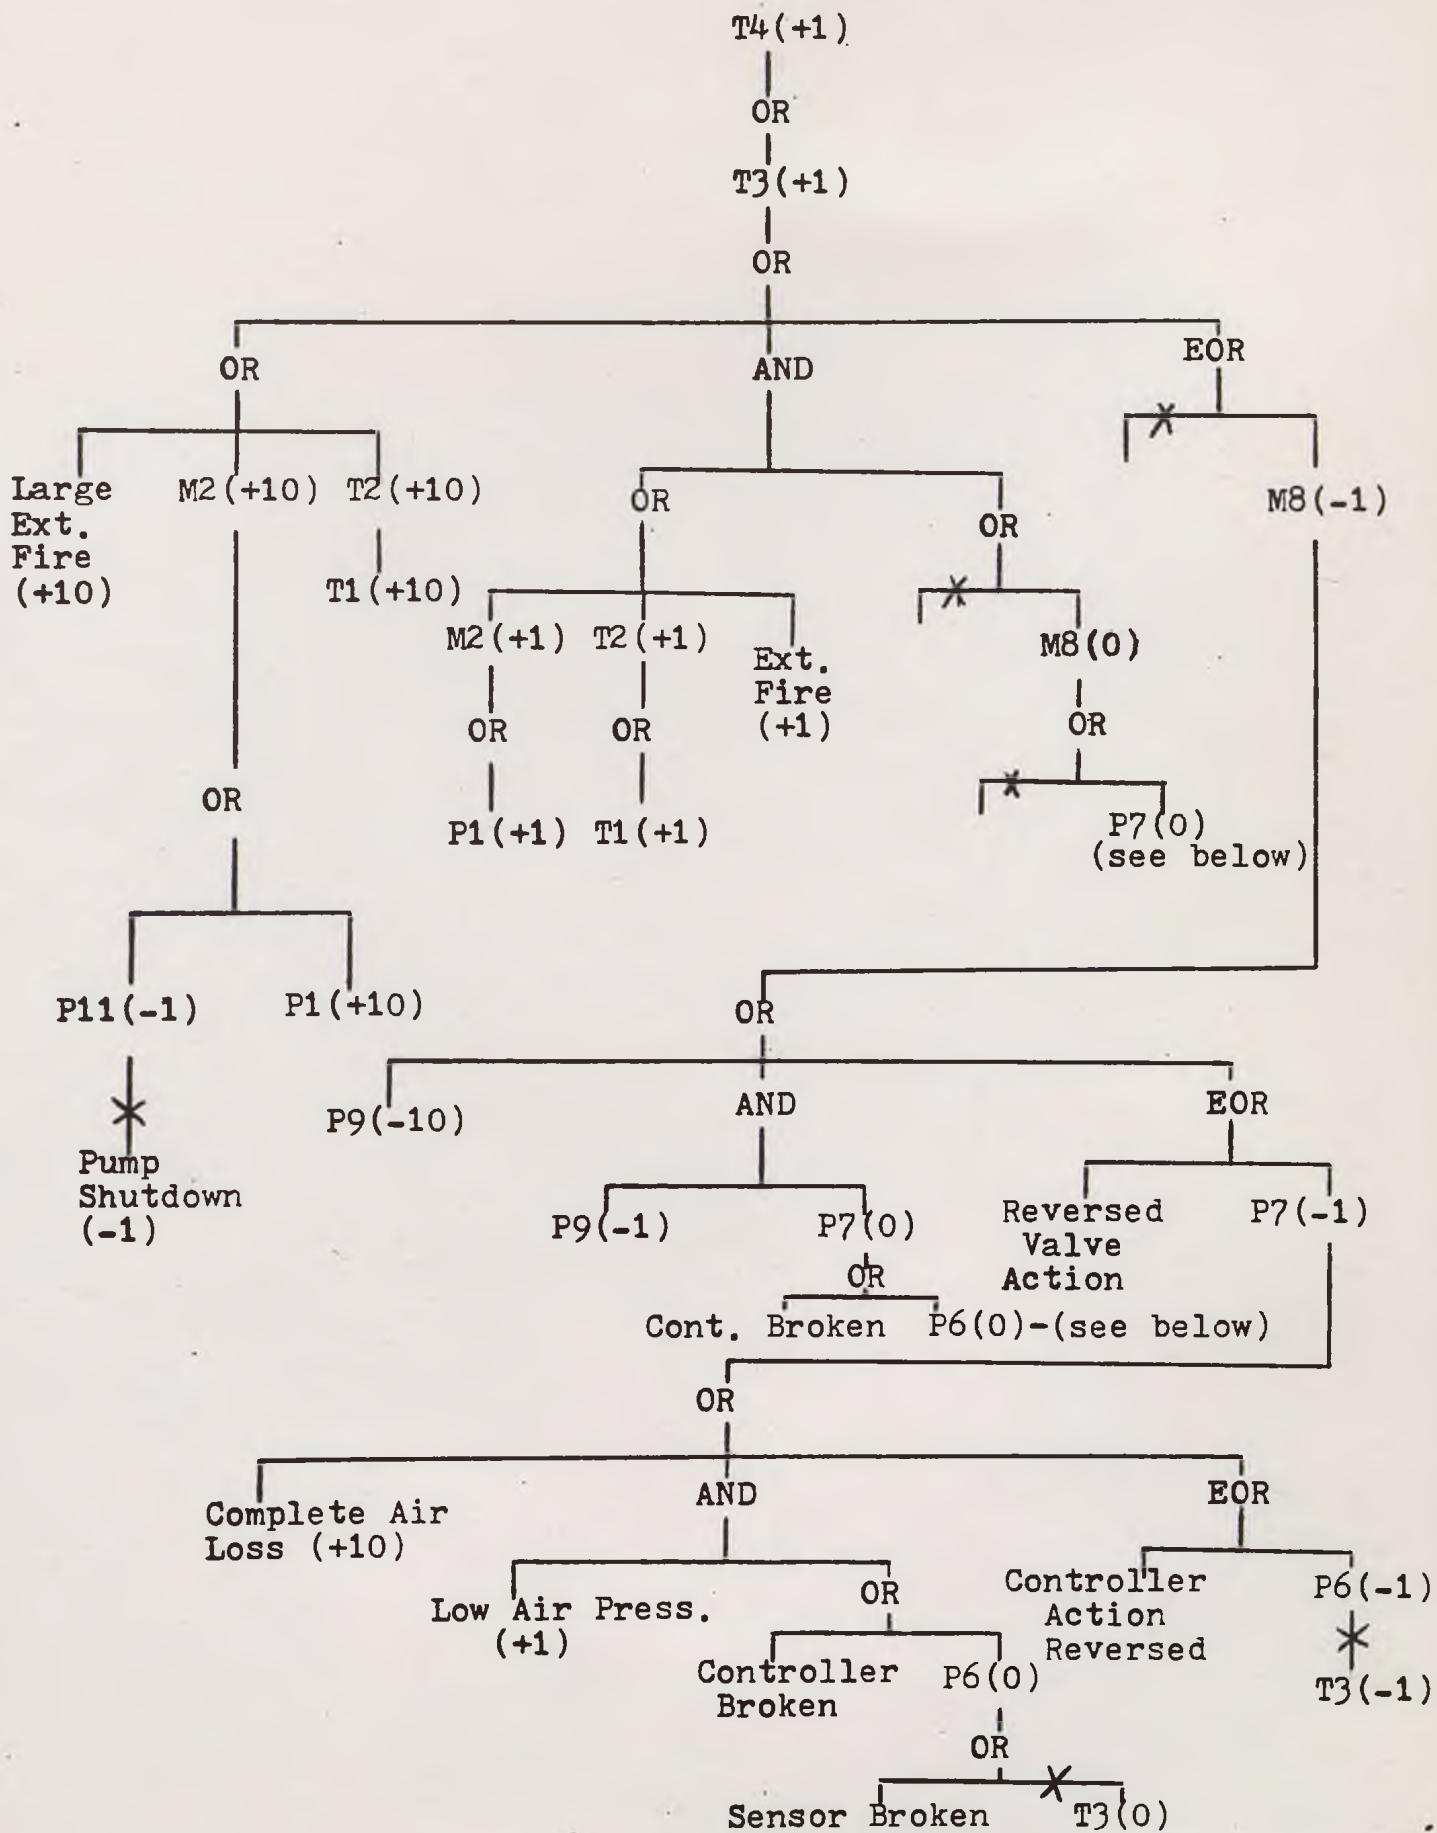 T4(+1)
OR
T3(+1)
OR
OR
AND
EOR
Large
Ext.
Fire
(+10)
M2(+10)
T2(+10)
T1(+10)
OR
OR
M8(-1)
M2(+1)
T2(+1)
Ext.
Fire
(+1)
M8(0)
OR
OR
OR
P1(+1)
T1(+1)
P7(0)
(see below)
OR
P11(-1)
P1(+10)
Pump
Shutdown
(-1)
OR
P9(-10)
AND
EOR
P9(-1)
P7(0)
Reversed
Valve
Action
P7(-1)
OR
Cont. Broken
P6(0)-(see below)
OR
Complete Air
Loss (+10)
AND
EOR
Low Air Press.
(+1)
OR
Controller
Action
Reversed
P6(-1)
Controller
Broken
P6(0)
T3(-1)
OR
Sensor Broken
T3(0)